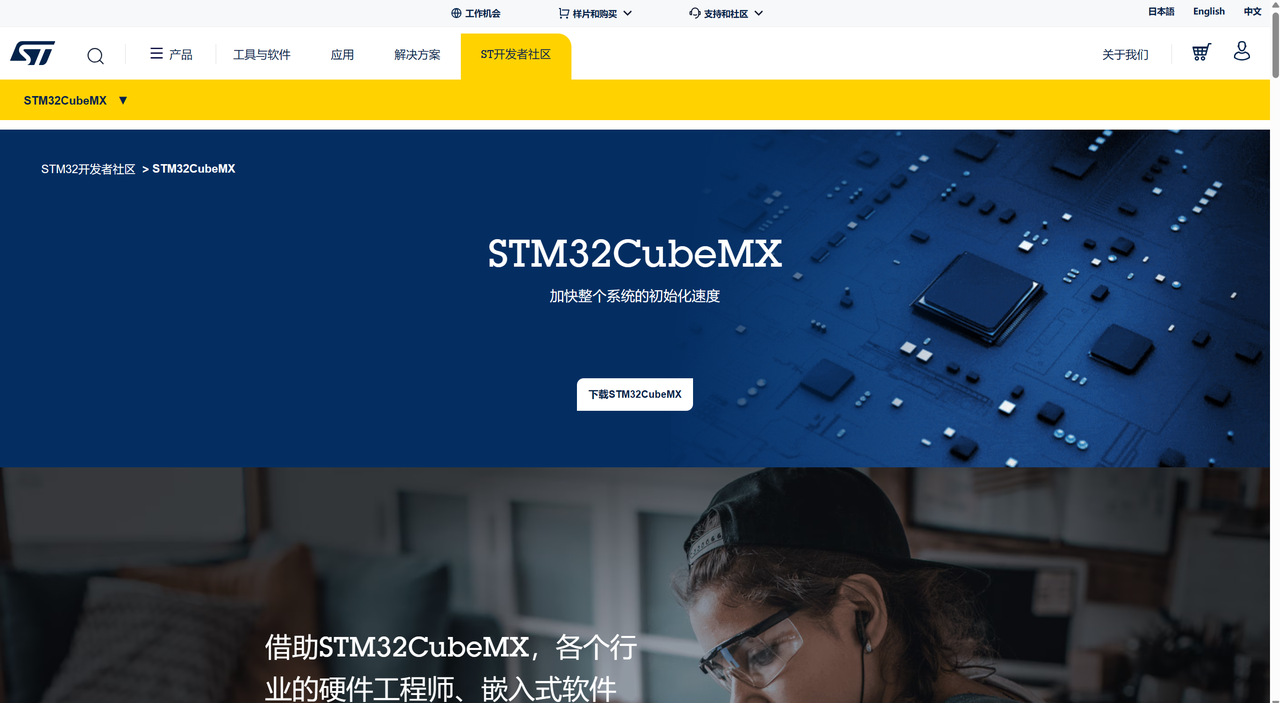 工作机会
样片和购买
支持和社区
日本語
English
中文
ST
产品
工具与软件
应用
解决方案
ST开发者社区
关于我们
STM32CubeMX ▼
STM32开发者社区 > STM32CubeMX
STM32CubeMX
加快整个系统的初始化速度
下载STM32CubeMX
借助STM32CubeMX，各个行
业的硬件工程师、嵌入式软件